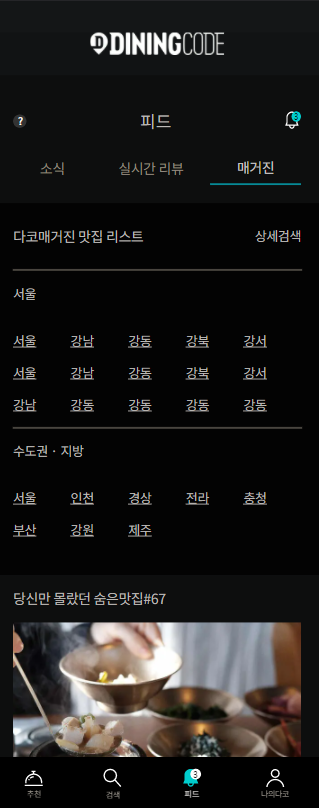 DININGCODE
? 피드 3
소식 실시간 리뷰 매거진
다코매거진 맛집 리스트 상세검색
서울
서울 강남 강동 강북 강서
서울 강남 강동 강북 강서
강남 강동 강동 강동 강동
수도권 · 지방
서울 인천 경상 전라 충청
부산 강원 제주
당신만 몰랐던 숨은맛집#67
3
추천 검색 피드 나의다코